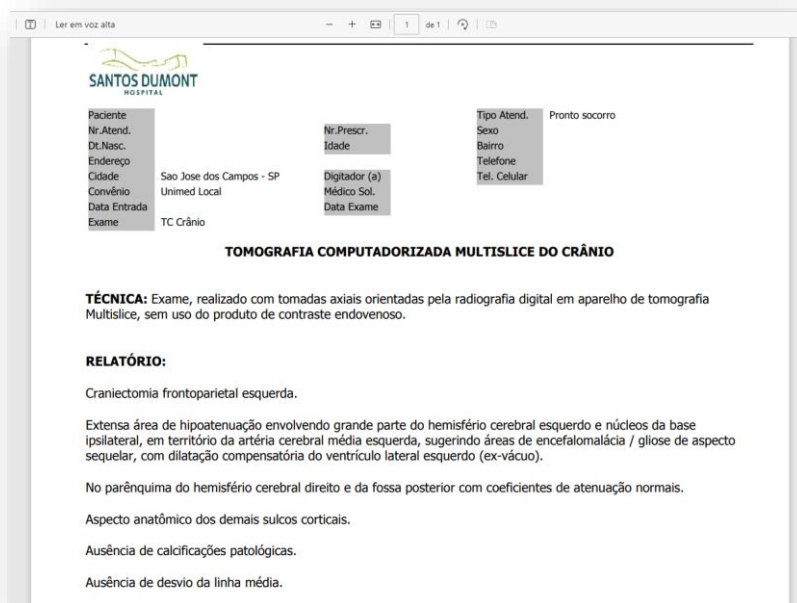 Ler em voz alta
1 de 1
SANTOS DUMONT
HOSPITAL
Paciente
Tipo Atend. Pronto socorro
Nr.Atend. Nr.Prescr. Sexo
Dt.Nasc. Idade Bairro
Endereço Telefone
Cidade Sao Jose dos Campos - SP Digitador (a) Tel. Celular
Convênio Unimed Local Médico Sol.
Data Entrada Data Exame
Exame TC Crânio
TOMOGRAFIA COMPUTADORIZADA MULTISLICE DO CRÂNIO
TÉCNICA: Exame, realizado com tomadas axiais orientadas pela radiografia digital em aparelho de tomografia
Multislice, sem uso do produto de contraste endovenoso.
RELATÓRIO:
Craniectomia frontoparietal esquerda.
Extensa área de hipoatenuação envolvendo grande parte do hemisfério cerebral esquerdo e núcleos da base
ipsilateral, em território da artéria cerebral média esquerda, sugerindo áreas de encefalomalácia / gliose de aspecto
sequelar, com dilatação compensatória do ventrículo lateral esquerdo (ex-vácuo).
No parênquima do hemisfério cerebral direito e da fossa posterior com coeficientes de atenuação normais.
Aspecto anatômico dos demais sulcos corticais.
Ausência de calcificações patológicas.
Ausência de desvio da linha média.